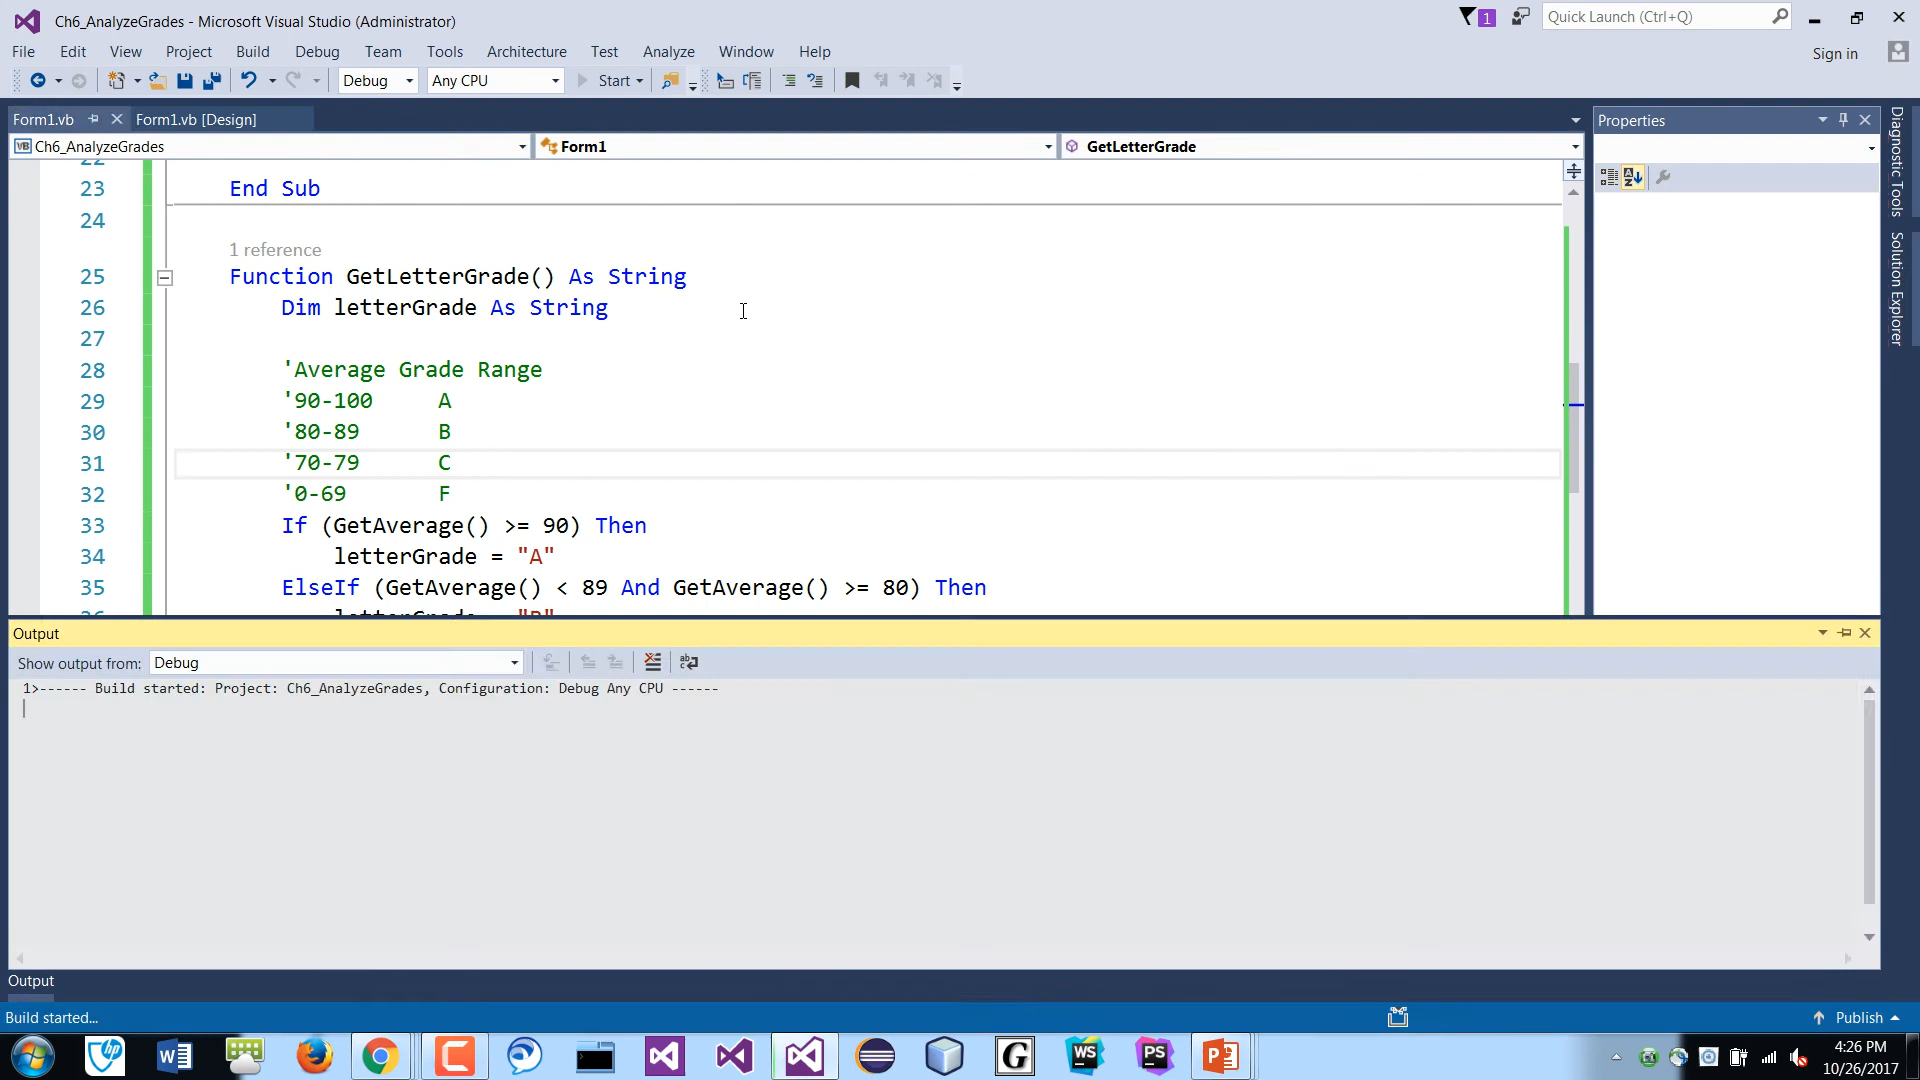 Ch6_AnalyzeGrades - Microsoft Visual Studio (Administrator)
1
Quick Launch (Ctrl+Q)
File Edit View Project Build Debug Team Tools Architecture Test Analyze Window Help
Sign in
Debug Any CPU Start
Form1.vb Form1.vb [Design]
Properties
VB Ch6_AnalyzeGrades Form1 GetLetterGrade
Diagnostic Tools
Solution Explorer
22
23 End Sub
24
1 reference
25 Function GetLetterGrade() As String
26 Dim letterGrade As String
27
28 'Average Grade Range
29 '90-100 A
30 '80-89 B
31 '70-79 C
32 '0-69 F
33 If (GetAverage() >= 90) Then
34 letterGrade = "A"
35 ElseIf (GetAverage() < 89 And GetAverage() >= 80) Then
36 letterGrade = "B"
Output
Show output from: Debug
1>------ Build started: Project: Ch6_AnalyzeGrades, Configuration: Debug Any CPU ------
Output
Build started...
Publish
4:26 PM
10/26/2017